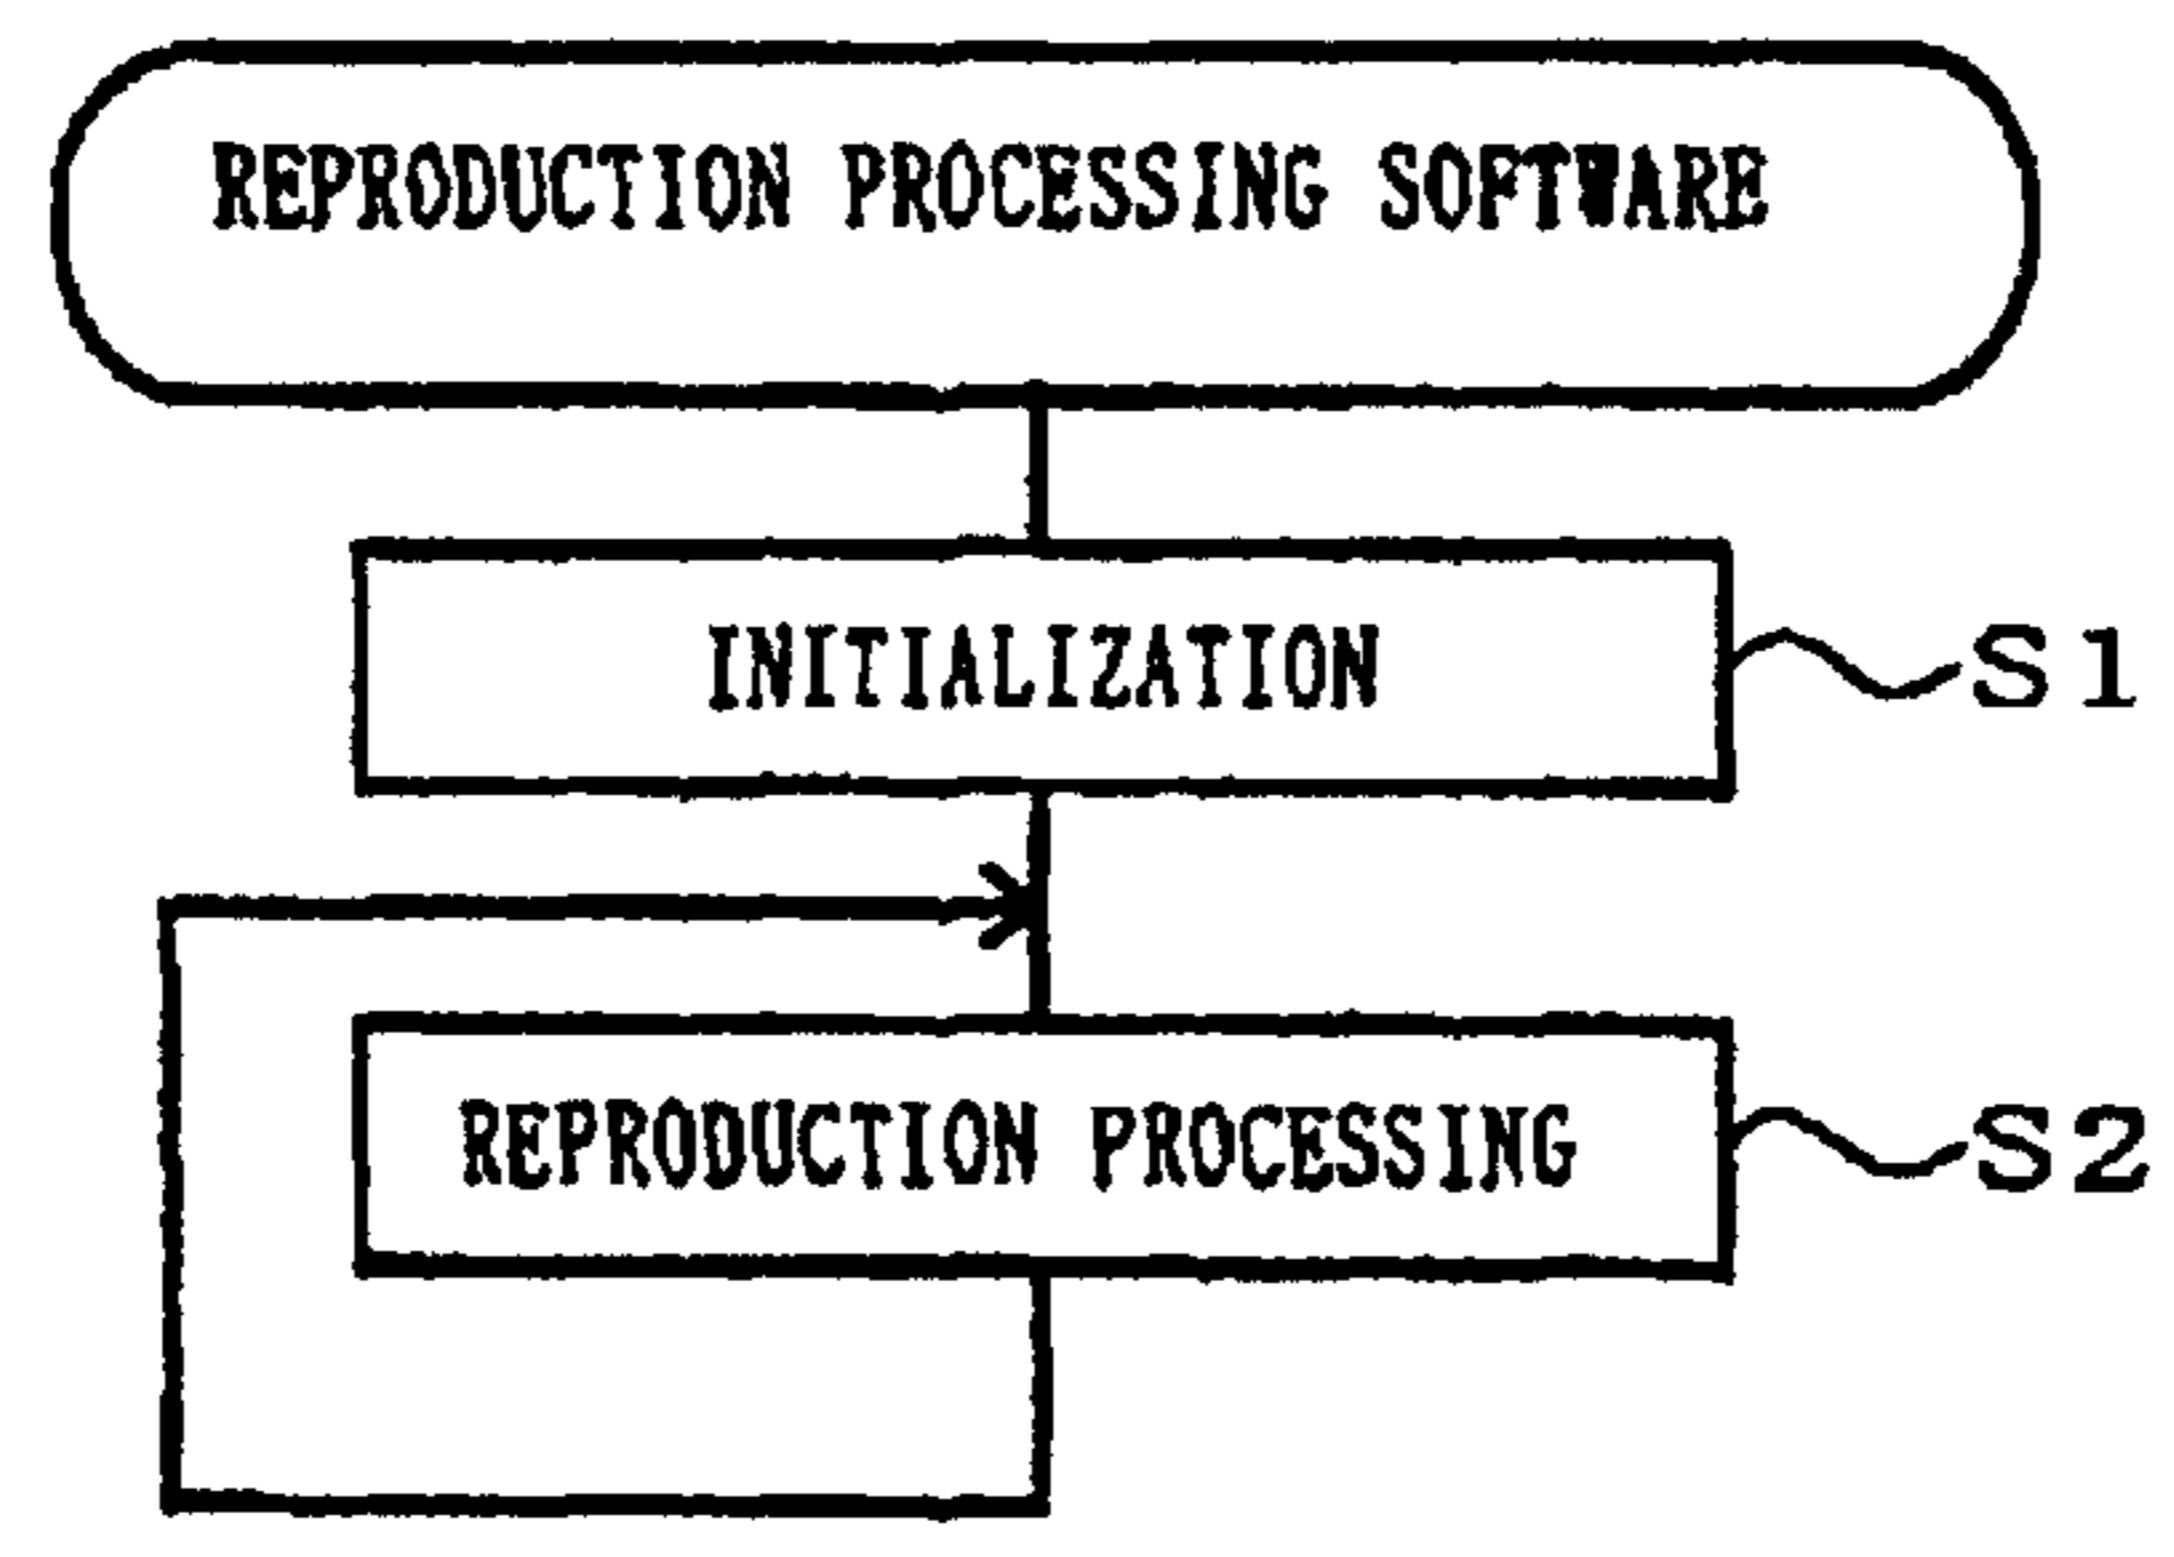 REPRODUCTION PROCESSING SOFTWARE
INITIALIZATION
S1
REPRODUCTION PROCESSING
S2